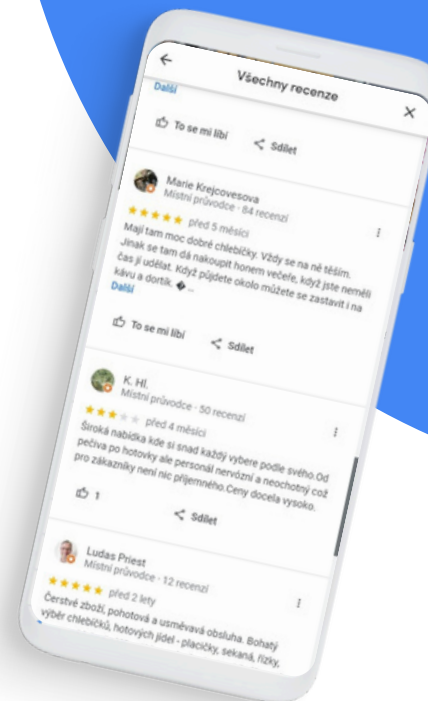 Všechny recenze
Další
To se mi líbí
Sdílet
Marie Krejcovesova
Místní průvodce · 84 recenzí
před 5 měsíci
Mají tam moc dobré chlebíčky. Vždy se na ně těším.
Jinak se tam dá nakoupit honem večeře, když jste neměli
čas ji udělat. Když půjdete okolo můžete se zastavit i na
kávu a dortík. � ...
Další
To se mi líbí
Sdílet
K. Hl.
Místní průvodce · 50 recenzí
před 4 měsíci
Široká nabídka kde si snad každý vybere podle svého.Od
pečiva po hotovky ale personál nervózní a neochotný což
pro zákazníky není nic příjemného.Ceny docela vysoko.
1
Sdílet
Ludas Priest
Místní průvodce · 12 recenzí
před 2 lety
Čerstvé zboží, pohotová a usměvavá obsluha. Bohatý
výběr chlebíčků, hotových jídel - placičky, sekaná, řízky,